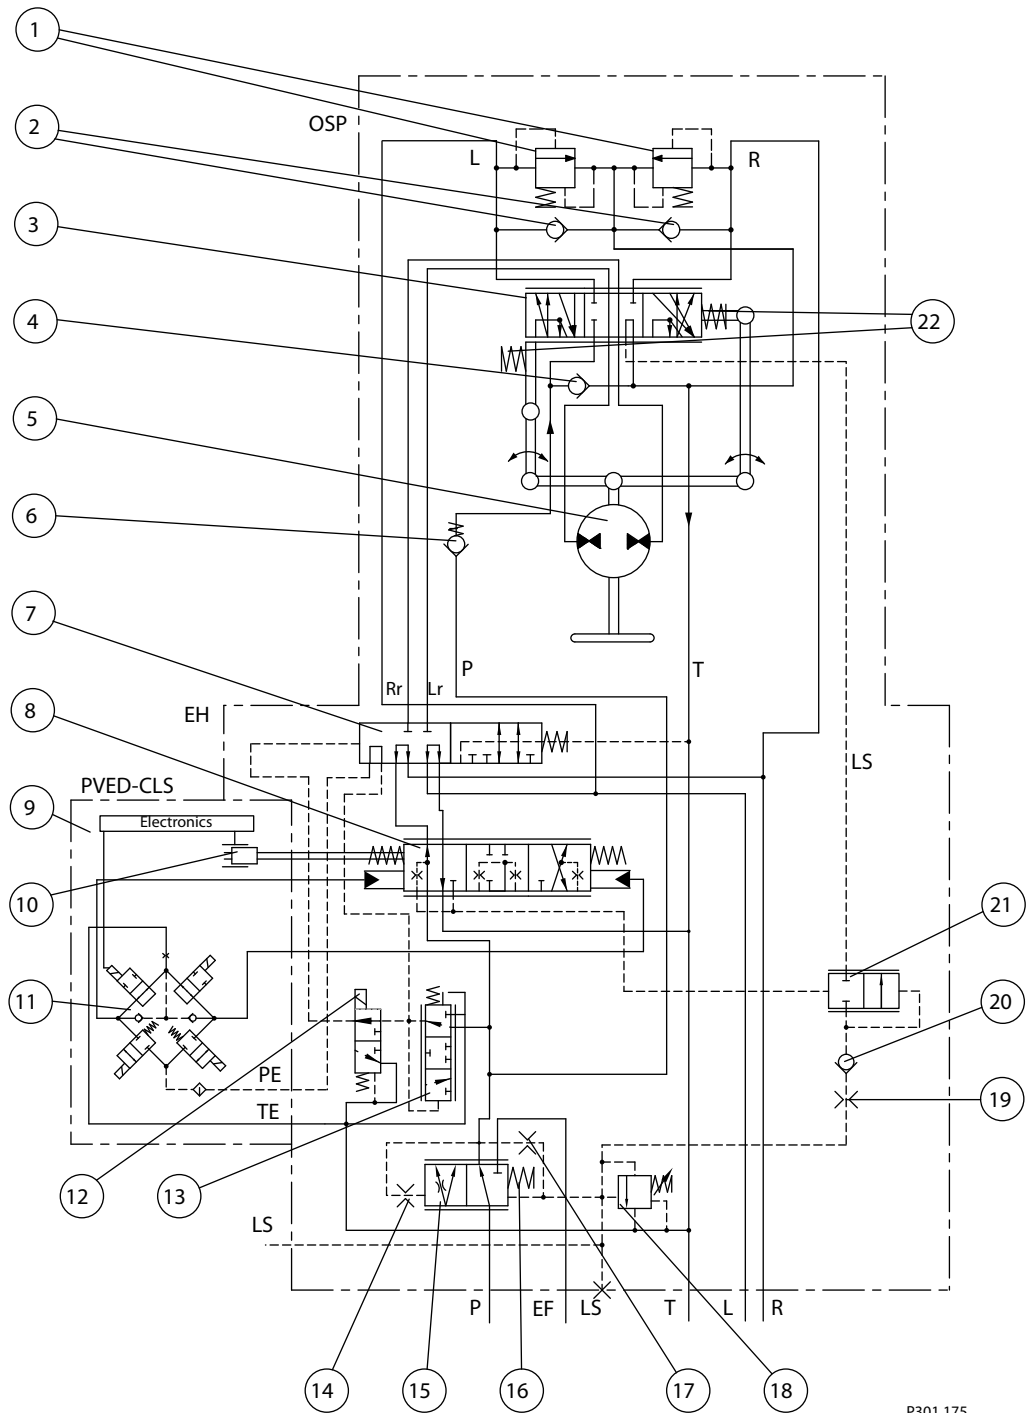 1
OSP
2
L
R
3
4
22
5
6
7
P
T
Rr
Lr
8
EH
LS
PVED-CLS
9
Electronics
10
21
11
20
PE
TE
19
12
13
LS
P
EF
LS
T
L
R
14
15
16
17
18
P301 175